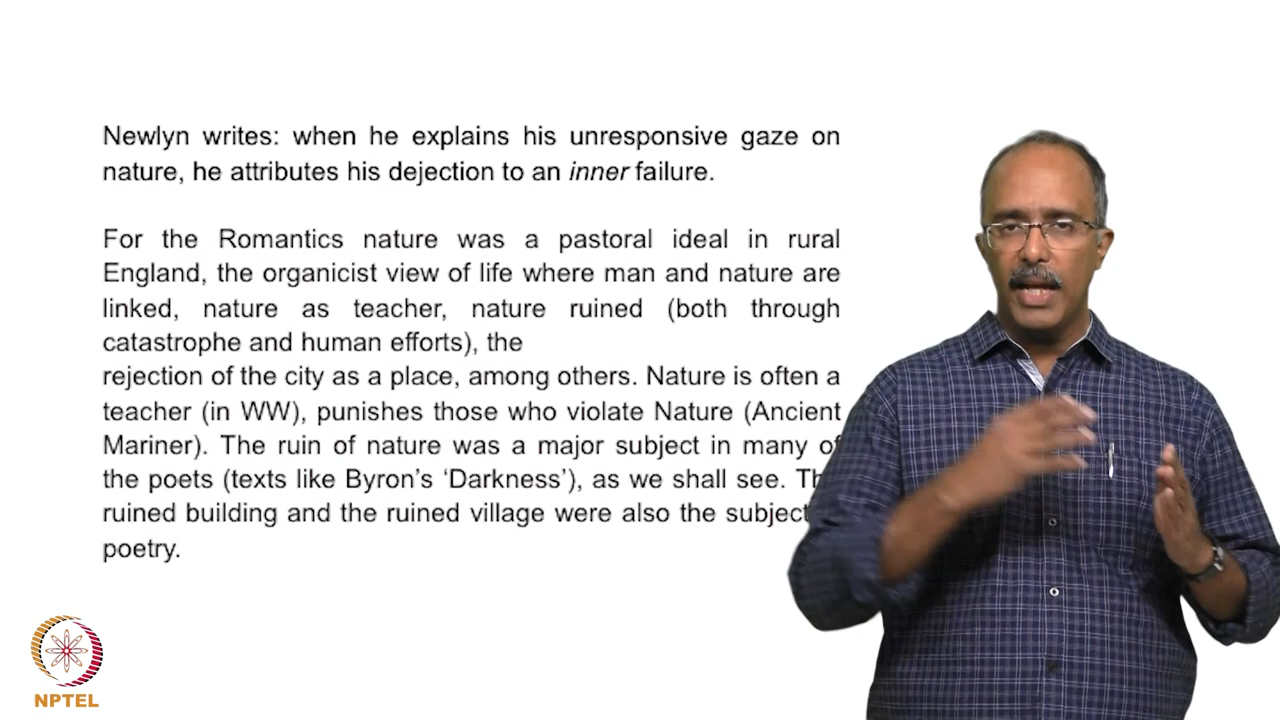 Newlyn writes: when he explains his unresponsive gaze on
nature, he attributes his dejection to an inner failure.
For the Romantics nature was a pastoral ideal in rural
England, the organicist view of life where man and nature are
linked, nature as teacher, nature ruined (both through
catastrophe and human efforts), the
rejection of the city as a place, among others. Nature is often a
teacher (in WW), punishes those who violate Nature (Ancient
Mariner). The ruin of nature was a major subject in many of
the poets (texts like Byron's 'Darkness'), as we shall see.
ruined building and the ruined village were also the
poetry.
NPTEL